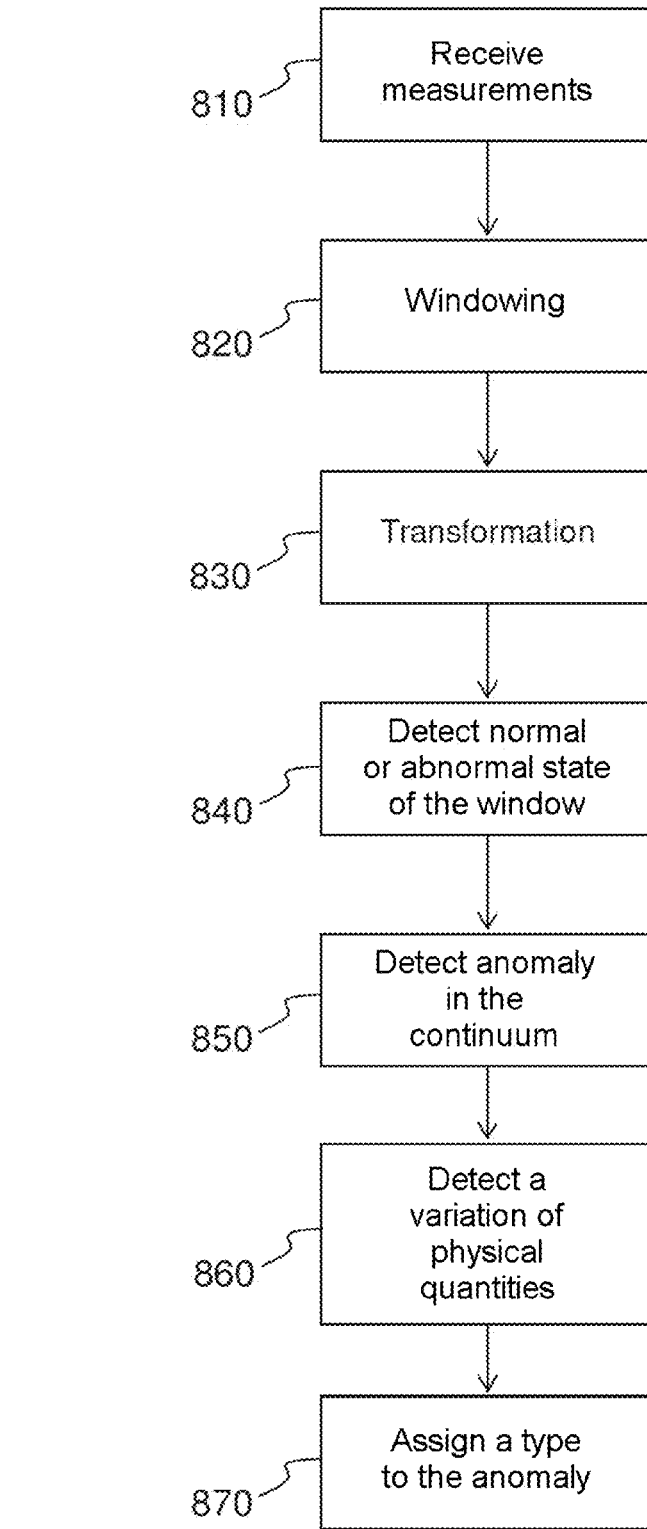 Receive
measurements
810
Windowing
820
Transformation
830
Detect normal
or abnormal state
of the window
840
Detect anomaly
in the
continuum
850
Detect a
variation of
physical
quantities
860
Assign a type
to the anomaly
870